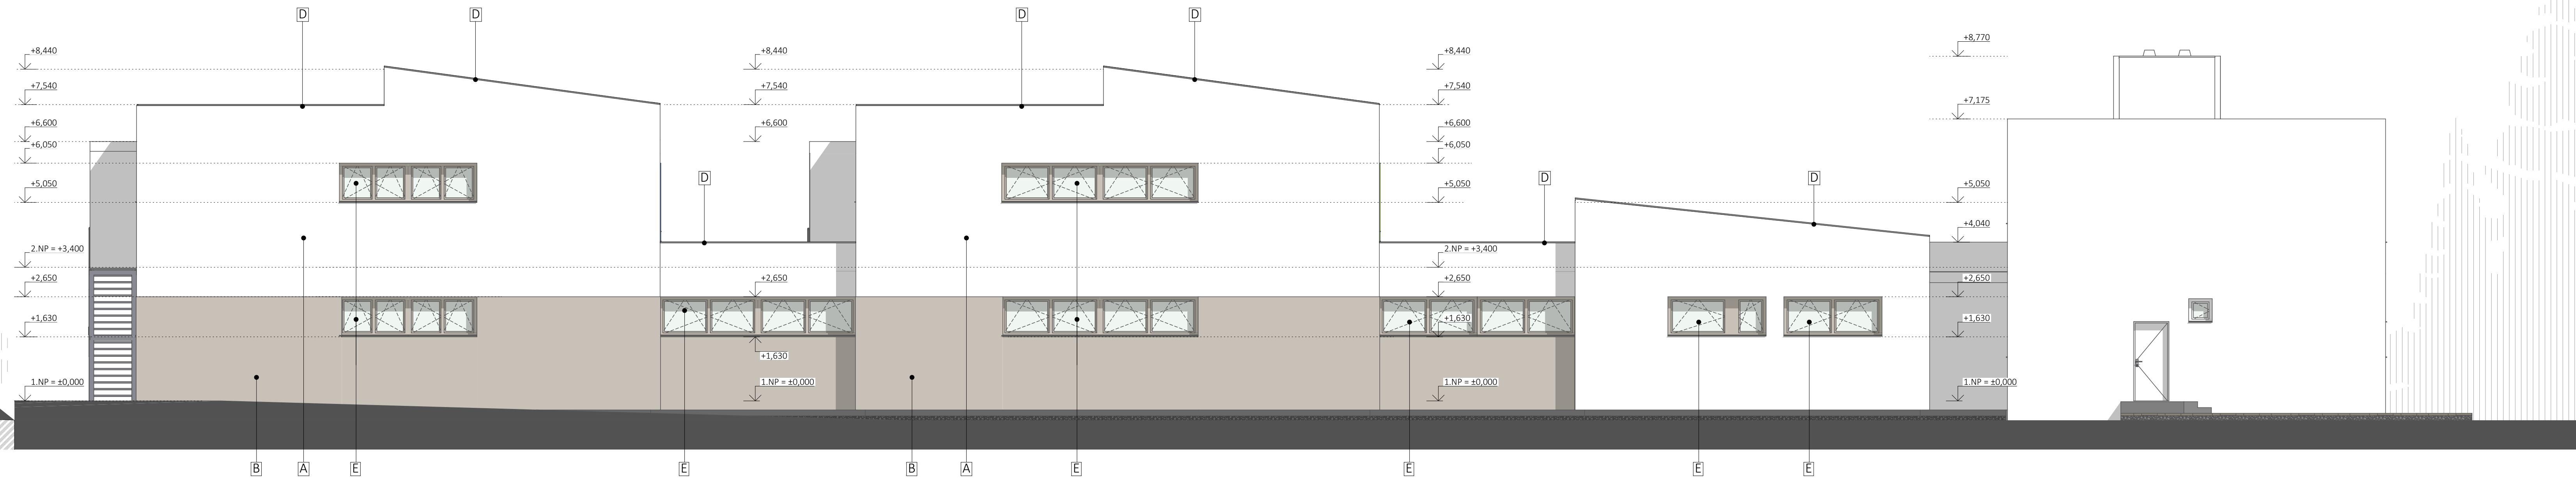 D D D D
+8,440 +8,440 +8,440 +8,770
+7,540 +7,540 +7,540 +7,175
+6,600 +6,600 +6,600
+6,050 +6,050
D D D
+5,050 +5,050 +5,050
+4,040
2.NP = +3,400 2.NP = +3,400
+2,650 +2,650 +2,650 +2,650
+1,630 +1,630 +1,630
+1,630
1.NP = ±0,000 1.NP = ±0,000 1.NP = ±0,000 1.NP = ±0,000
B A E E B A E E E E